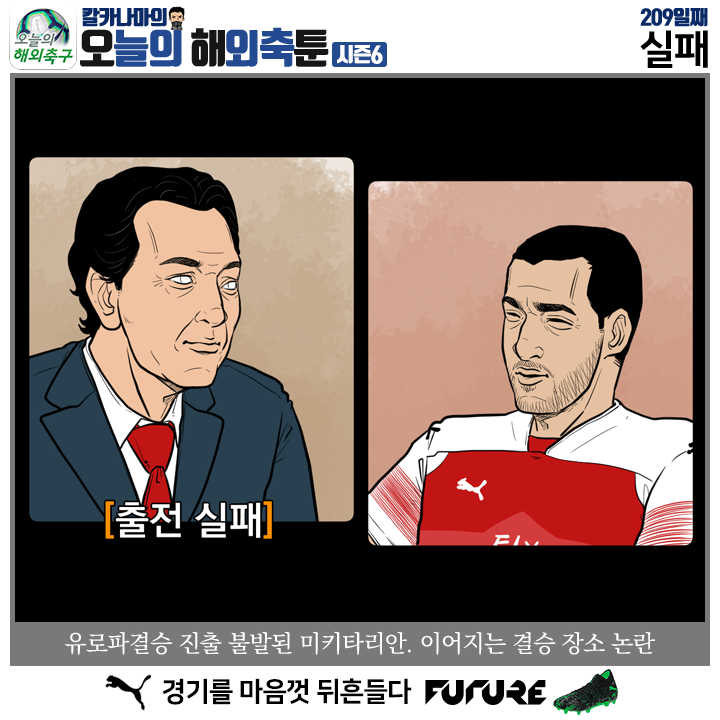 오늘의
해외축구
칼카나마의
오늘의 해외축툰
시즌6
209일째
실패
[출전 실패]
유로파결승 진출 불발된 미키타리안. 이어지는 결승 장소 논란
경기를 마음껏 뒤흔들다 FUTURE